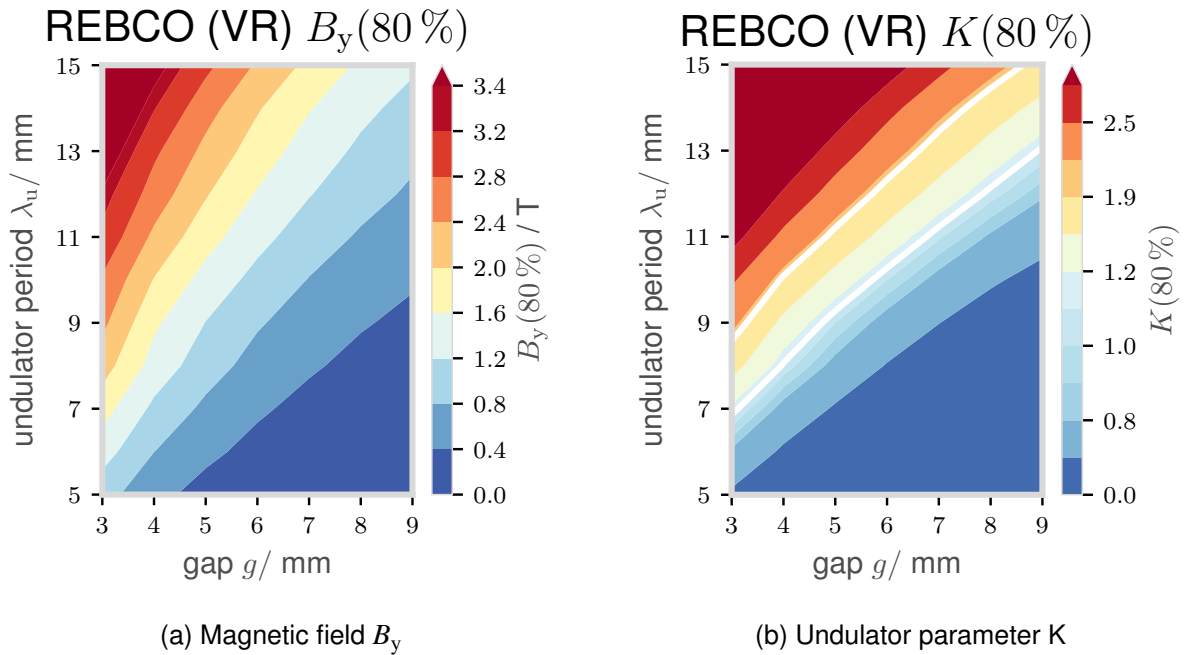 REBCO (VR) B_y(80 %)
15
13
11
9
7
5
3 4 5 6 7 8 9
undulator period λ_u/ mm
gap g/ mm
3.4
3.2
2.8
2.4
2.0
1.6
1.2
0.8
0.4
0.0
B_y(80 %) / T
(a) Magnetic field B_y
REBCO (VR) K(80 %)
15
13
11
9
7
5
3 4 5 6 7 8 9
undulator period λ_u/ mm
gap g/ mm
2.5
1.9
1.2
1.0
0.8
0.0
K(80 %)
(b) Undulator parameter K